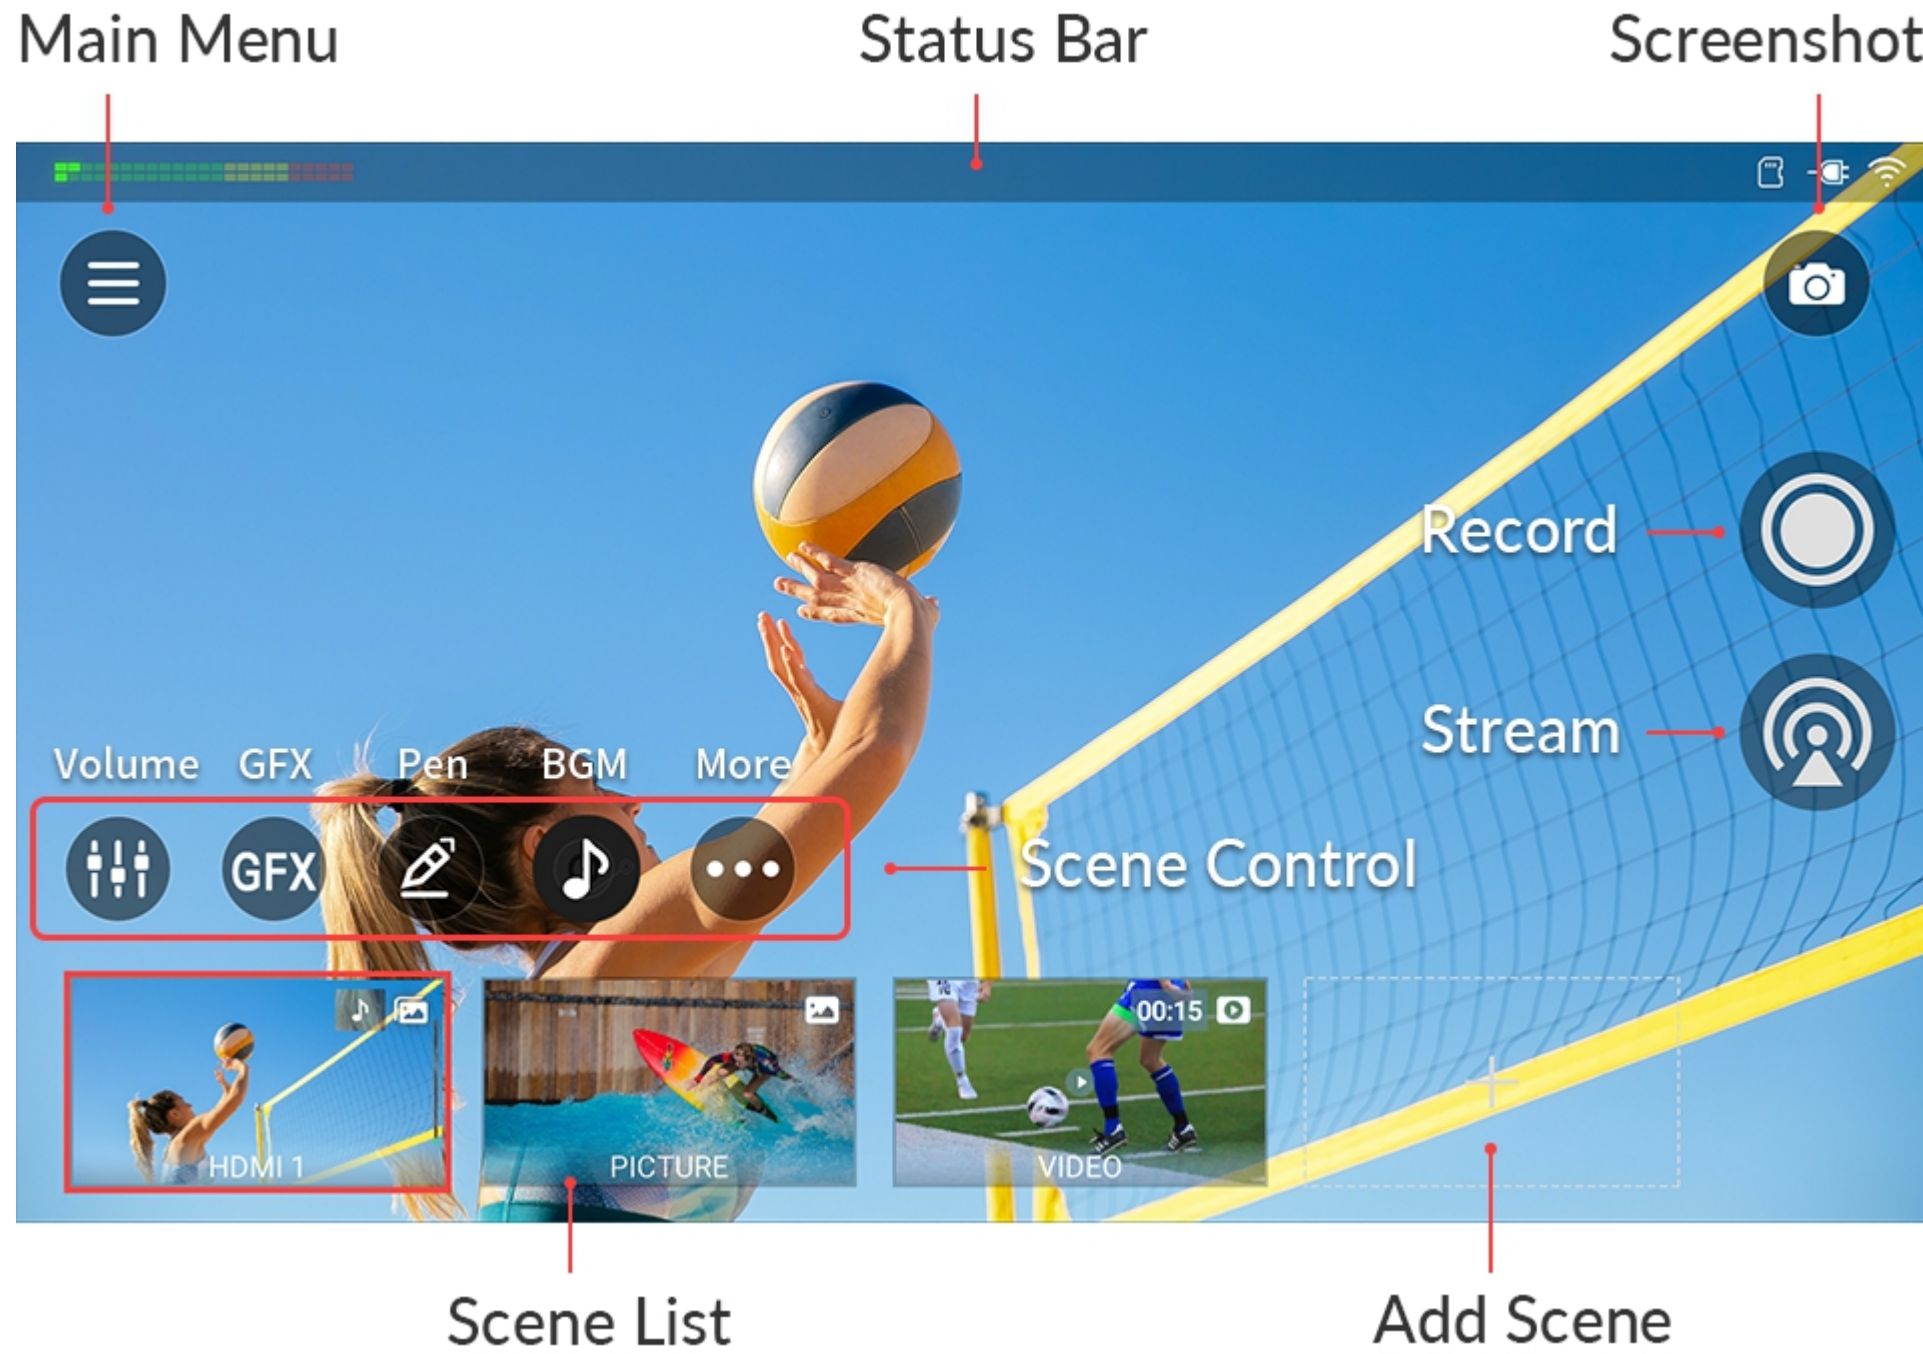 Main Menu
Status Bar
Screenshot
Record
Stream
Volume
GFX
Pen
BGM
More
GFX
Scene Control
00:15
HDMI 1
PICTURE
VIDEO
Scene List
Add Scene